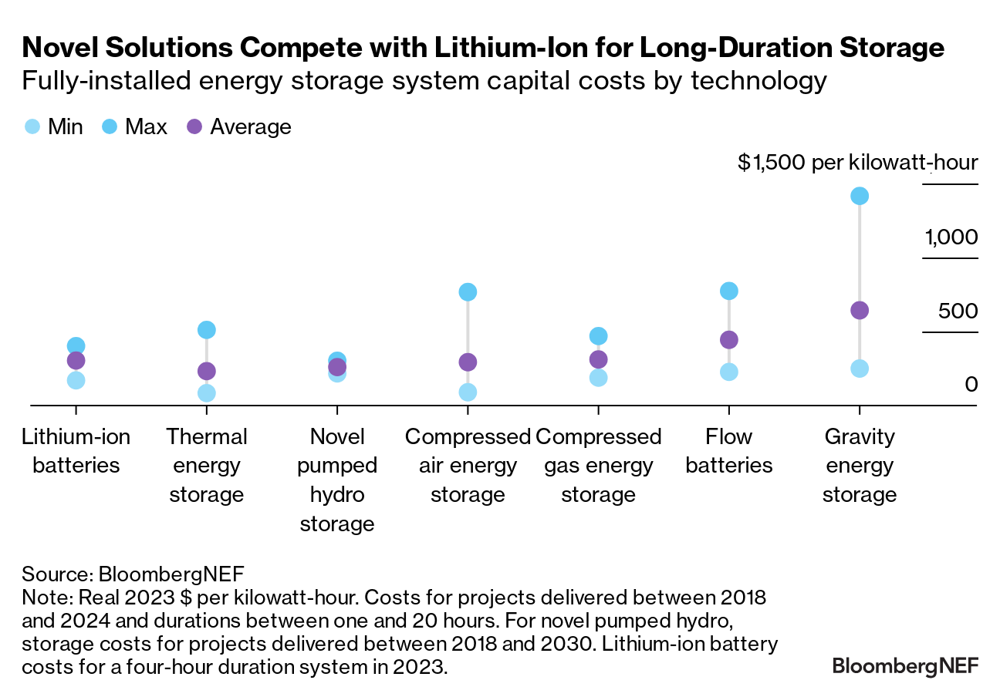 Novel Solutions Compete with Lithium-Ion for Long-Duration Storage
Fully-installed energy storage system capital costs by technology
Min Max Average
$1,500 per kilowatt-hour
1,000
500
0
Lithium-ion
batteries
Thermal
energy
storage
Novel
pumped
hydro
storage
Compressed
air energy
storage
Compressed
gas energy
storage
Flow
batteries
Gravity
energy
storage
Source: BloombergNEF
Note: Real 2023 $ per kilowatt-hour. Costs for projects delivered between 2018
and 2024 and durations between one and 20 hours. For novel pumped hydro,
storage costs for projects delivered between 2018 and 2030. Lithium-ion battery
costs for a four-hour duration system in 2023.
BloombergNEF